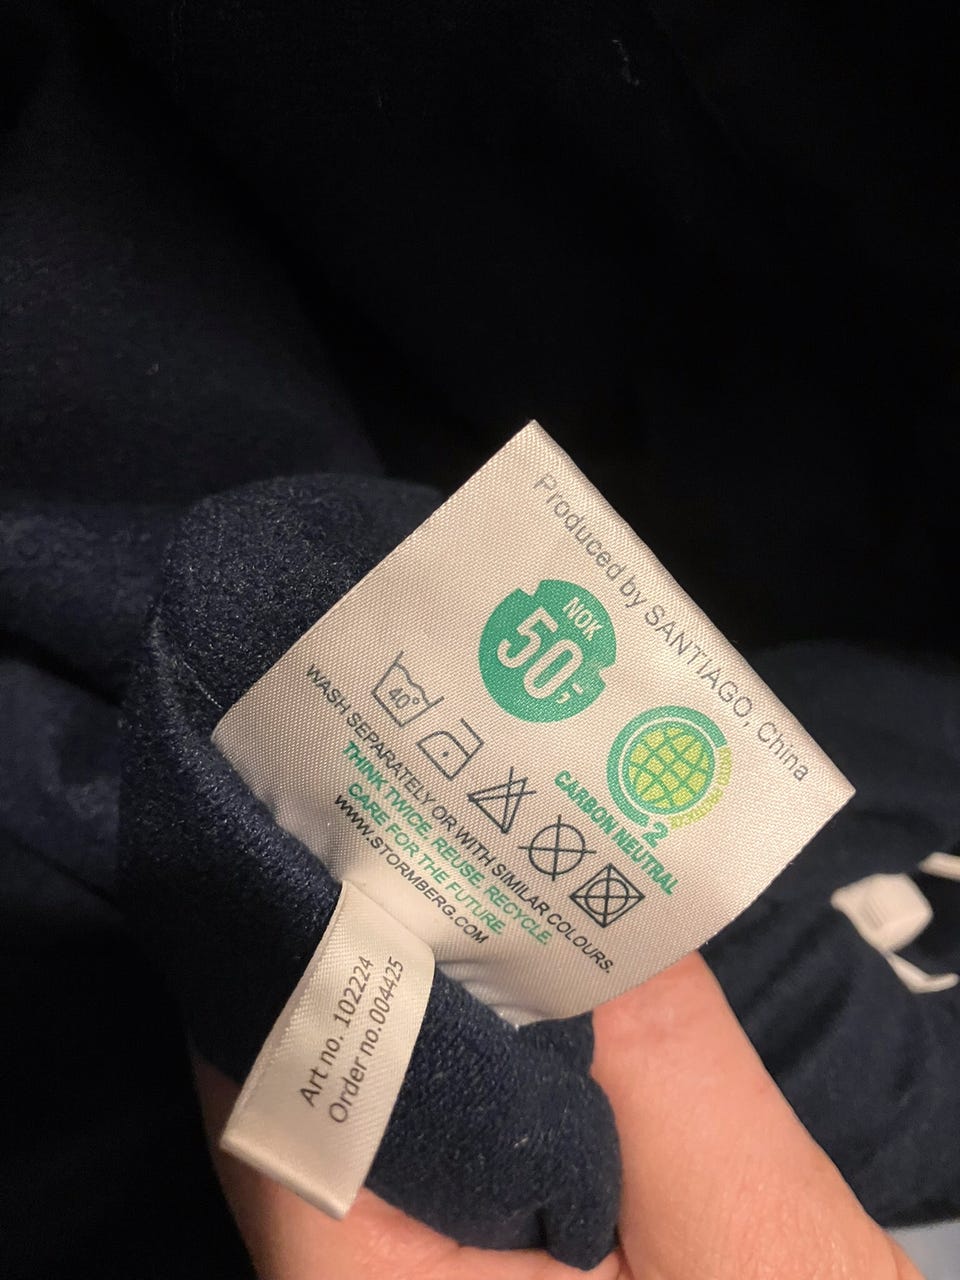 Produced by SANTIAGO, China
NOK
50,-
40°
2
CARBON NEUTRAL
WASH SEPARATELY OR WITH SIMILAR COLOURS.
THINK TWICE. REUSE. RECYCLE.
CARE FOR THE FUTURE.
WWW.STORMBERG.COM
Art no. 102224
Order no.004425